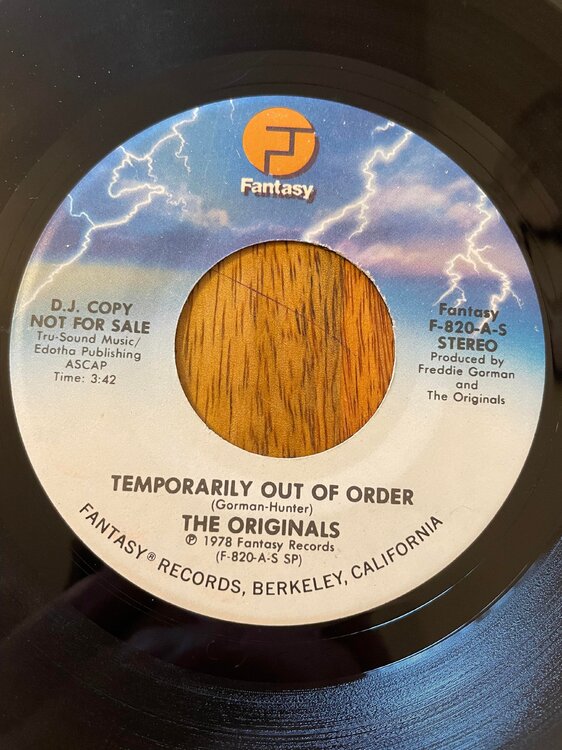 Fantasy
D.J. COPY
NOT FOR SALE
Tru-Sound Music/
Edotha Publishing
ASCAP
Time: 3:42
Fantasy
F-820-A-S
STEREO
Produced by
Freddie Gorman
and
The Originals
TEMPORARILY OUT OF ORDER
(Gorman-Hunter)
THE ORIGINALS
℗ 1978 Fantasy Records
(F-820-A-S SP)
FANTASY® RECORDS, BERKELEY, CALIFORNIA